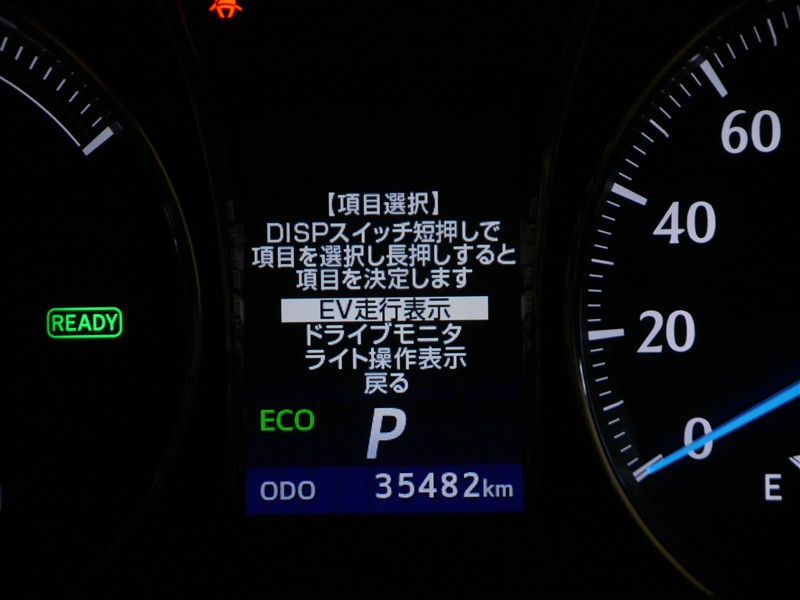 【項目選択】
DISPスイッチ短押しで
項目を選択し長押しすると
項目を決定します
EV走行表示
ドライブモニタ
ライト操作表示
戻る
READY
ECO P
ODO 35482km
60
40
20
0
E